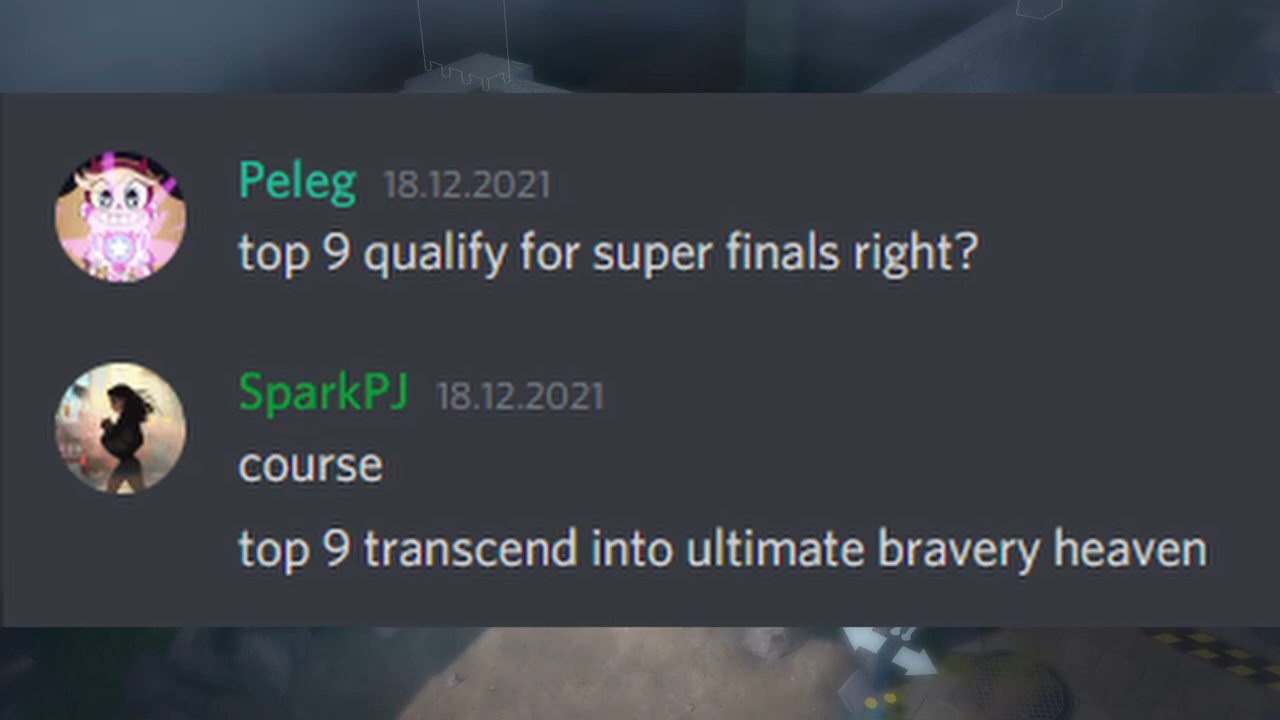 Peleg 18.12.2021
top 9 qualify for super finals right?
SparkPJ 18.12.2021
course
top 9 transcend into ultimate bravery heaven